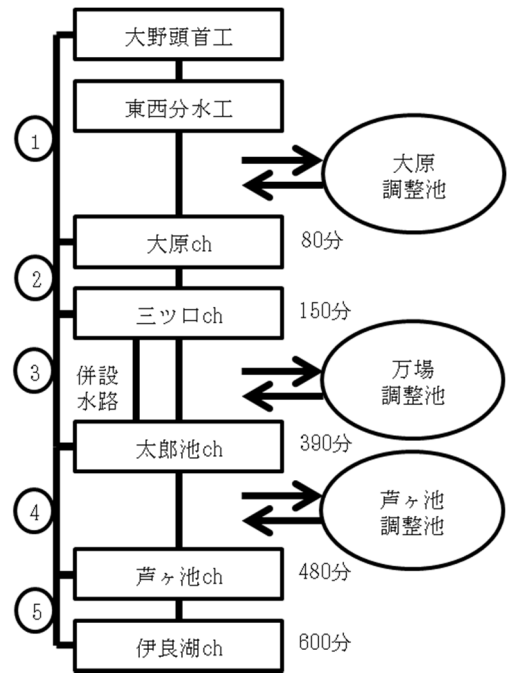 大野頭首工
東西分水工
①
大原
調整池
大原ch
80分
②
三ツ口ch
150分
③
併設
水路
万場
調整池
太郎池ch
390分
④
芦ヶ池
調整池
芦ヶ池ch
480分
⑤
伊良湖ch
600分